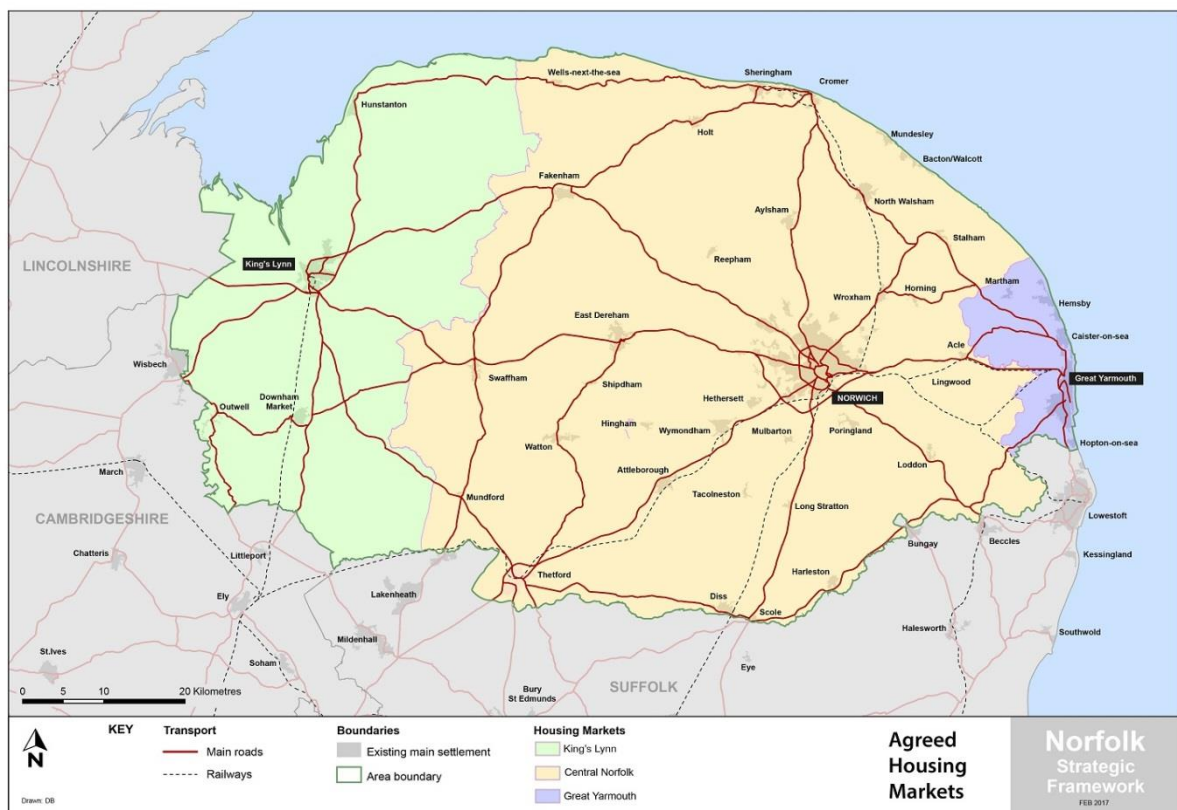 Wells-next-the-sea
Sheringham
Cromer
Hunstanton
Mundesley
Holt
Bacton/Walcott
Fakenham
North Walsham
Aylsham
Stalham
LINCOLNSHIRE
King's Lynn
Reepham
Martham
Wroxham
Horning
Hemsby
East Dereham
Caister-on-sea
Acle
Wisbech
Swaffham
Great Yarmouth
Shipdham
Lingwood
Outwell
Downham
Market
Hethersett
NORWICH
Hingham
Wymondham
Mulbarton
Poringland
Watton
Hopton-on-sea
Loddon
March
Attleborough
Mundford
Tacolneston
Long Stratton
CAMBRIDGESHIRE
Lowestoft
Chatteris
Littleport
Bungay
Beccles
Kessingland
Thetford
Harleston
Lakenheath
Ely
Diss
Scole
Halesworth
Southwold
Mildenhall
St.Ives
Soham
Eye
SUFFOLK
Bury
St Edmunds
0 5 10 20 Kilometres
N
Drawn: DB
KEY
Transport
Main roads
Railways
Boundaries
Existing main settlement
Area boundary
Housing Markets
King's Lynn
Central Norfolk
Great Yarmouth
Agreed
Housing
Markets
Norfolk
Strategic
Framework
FEB 2017